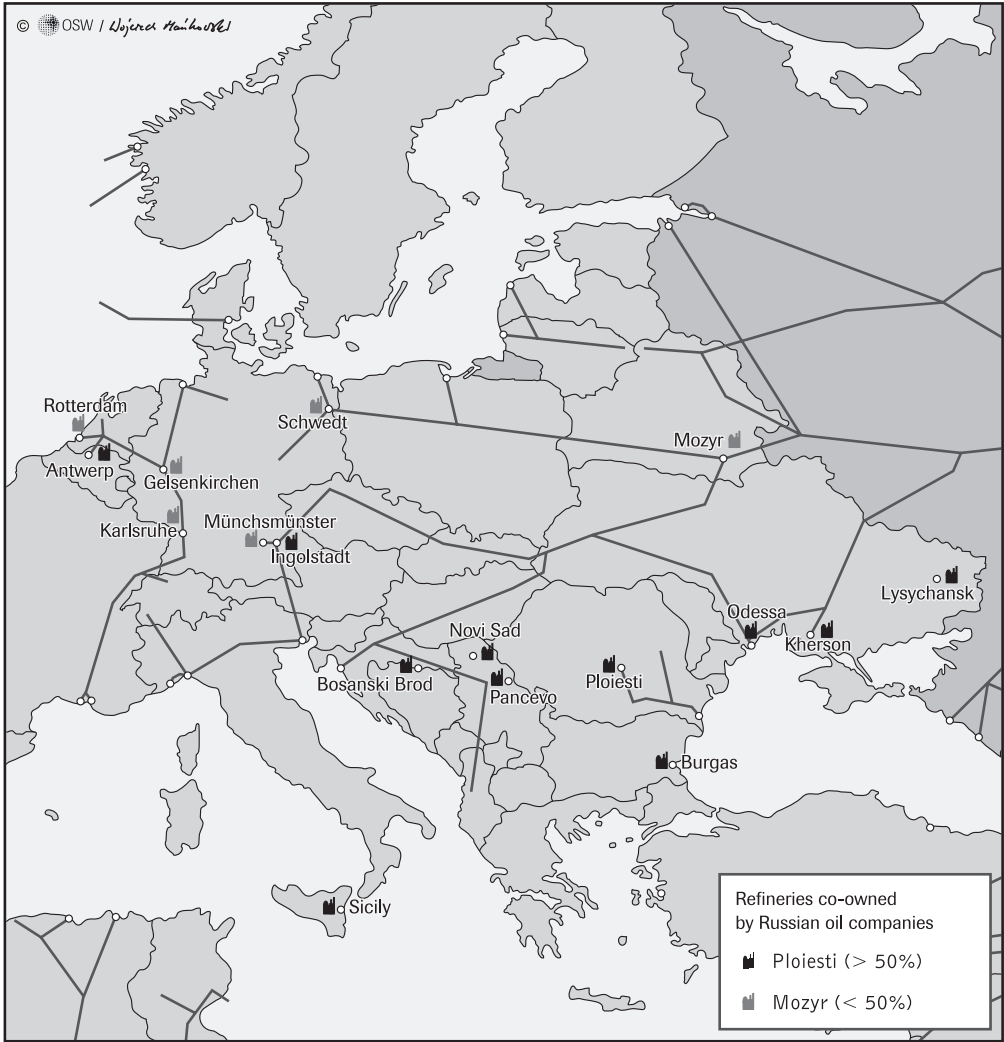 © OSW / Wojciech Mańkowski
Rotterdam
Antwerp
Gelsenkirchen
Karlsruhe
Schwedt
Münchsmünster
Ingolstadt
Mozyr
Lysychansk
Odessa
Kherson
Novi Sad
Bosanski Brod
Pancevo
Ploiesti
Burgas
Sicily
Refineries co-owned
by Russian oil companies
Ploiesti (> 50%)
Mozyr (< 50%)